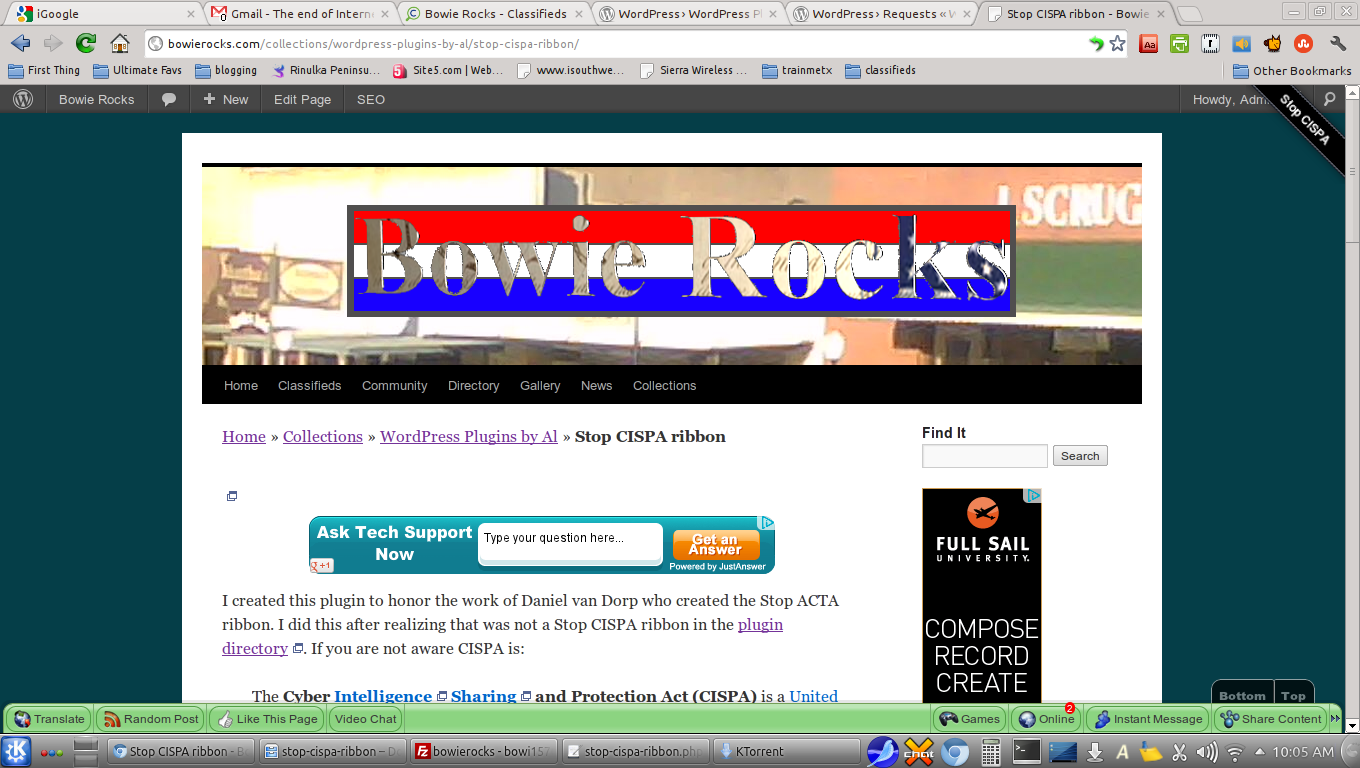 iGoogle
Gmail - The end of Intern
Bowie Rocks - Classifieds
WordPress › WordPress P
WordPress › Requests « W
Stop CISPA ribbon - Bowie
bowierocks.com/collections/wordpress-plugins-by-al/stop-cispa-ribbon/
First Thing
Ultimate Favs
blogging
Rinulka Peninsu...
Site5.com | Web...
www.isouthwe...
Sierra Wireless ...
trainmetx
classifieds
Other Bookmarks
Bowie Rocks
New
Edit Page
SEO
Howdy, Adm
Stop CISPA
SCRUG
Bowie Rocks
Home
Classifieds
Community
Directory
Gallery
News
Collections
Home » Collections » WordPress Plugins by Al » Stop CISPA ribbon
Find It
Search
Ask Tech Support
Now
Type your question here...
Get an
Answer
Powered by JustAnswer
+1
FULL SAIL
UNIVERSITY.
COMPOSE
RECORD
CREATE
I created this plugin to honor the work of Daniel van Dorp who created the Stop ACTA
ribbon. I did this after realizing that was not a Stop CISPA ribbon in the plugin
directory . If you are not aware CISPA is:
The Cyber Intelligence Sharing and Protection Act (CISPA) is a United
Bottom
Top
Translate
Random Post
Like This Page
Video Chat
Games
Online
2
Instant Message
Share Content
Stop CISPA ribbon - B
stop-cispa-ribbon – D
bowierocks - bowi157
stop-cispa-ribbon.php
KTorrent
10:05 AM